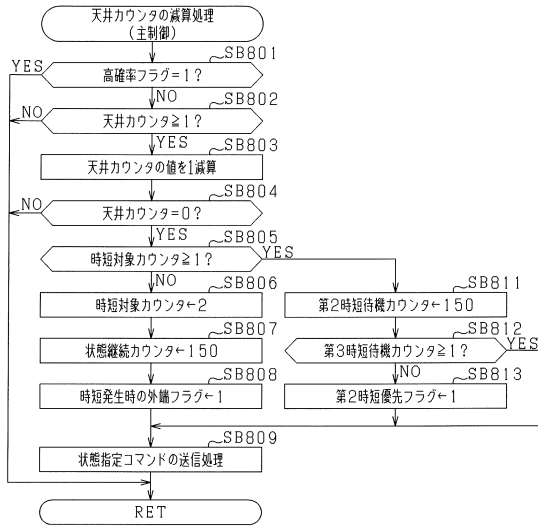 天井カウンタの減算処理
(主制御)
SB801
YES
高確率フラグ=1?
NO
SB802
NO
天井カウンタ≧1?
YES
SB803
天井カウンタの値を1減算
SB804
NO
天井カウンタ=0?
YES
SB805
時短対象カウンタ≧1?
YES
NO
SB806
時短対象カウンタ←2
SB811
第2時短待機カウンタ←150
SB807
状態継続カウンタ←150
SB812
第3時短待機カウンタ≧1?
YES
NO
SB808
時短発生時の外端フラグ←1
SB813
第2時短優先フラグ←1
SB809
状態指定コマンドの送信処理
RET